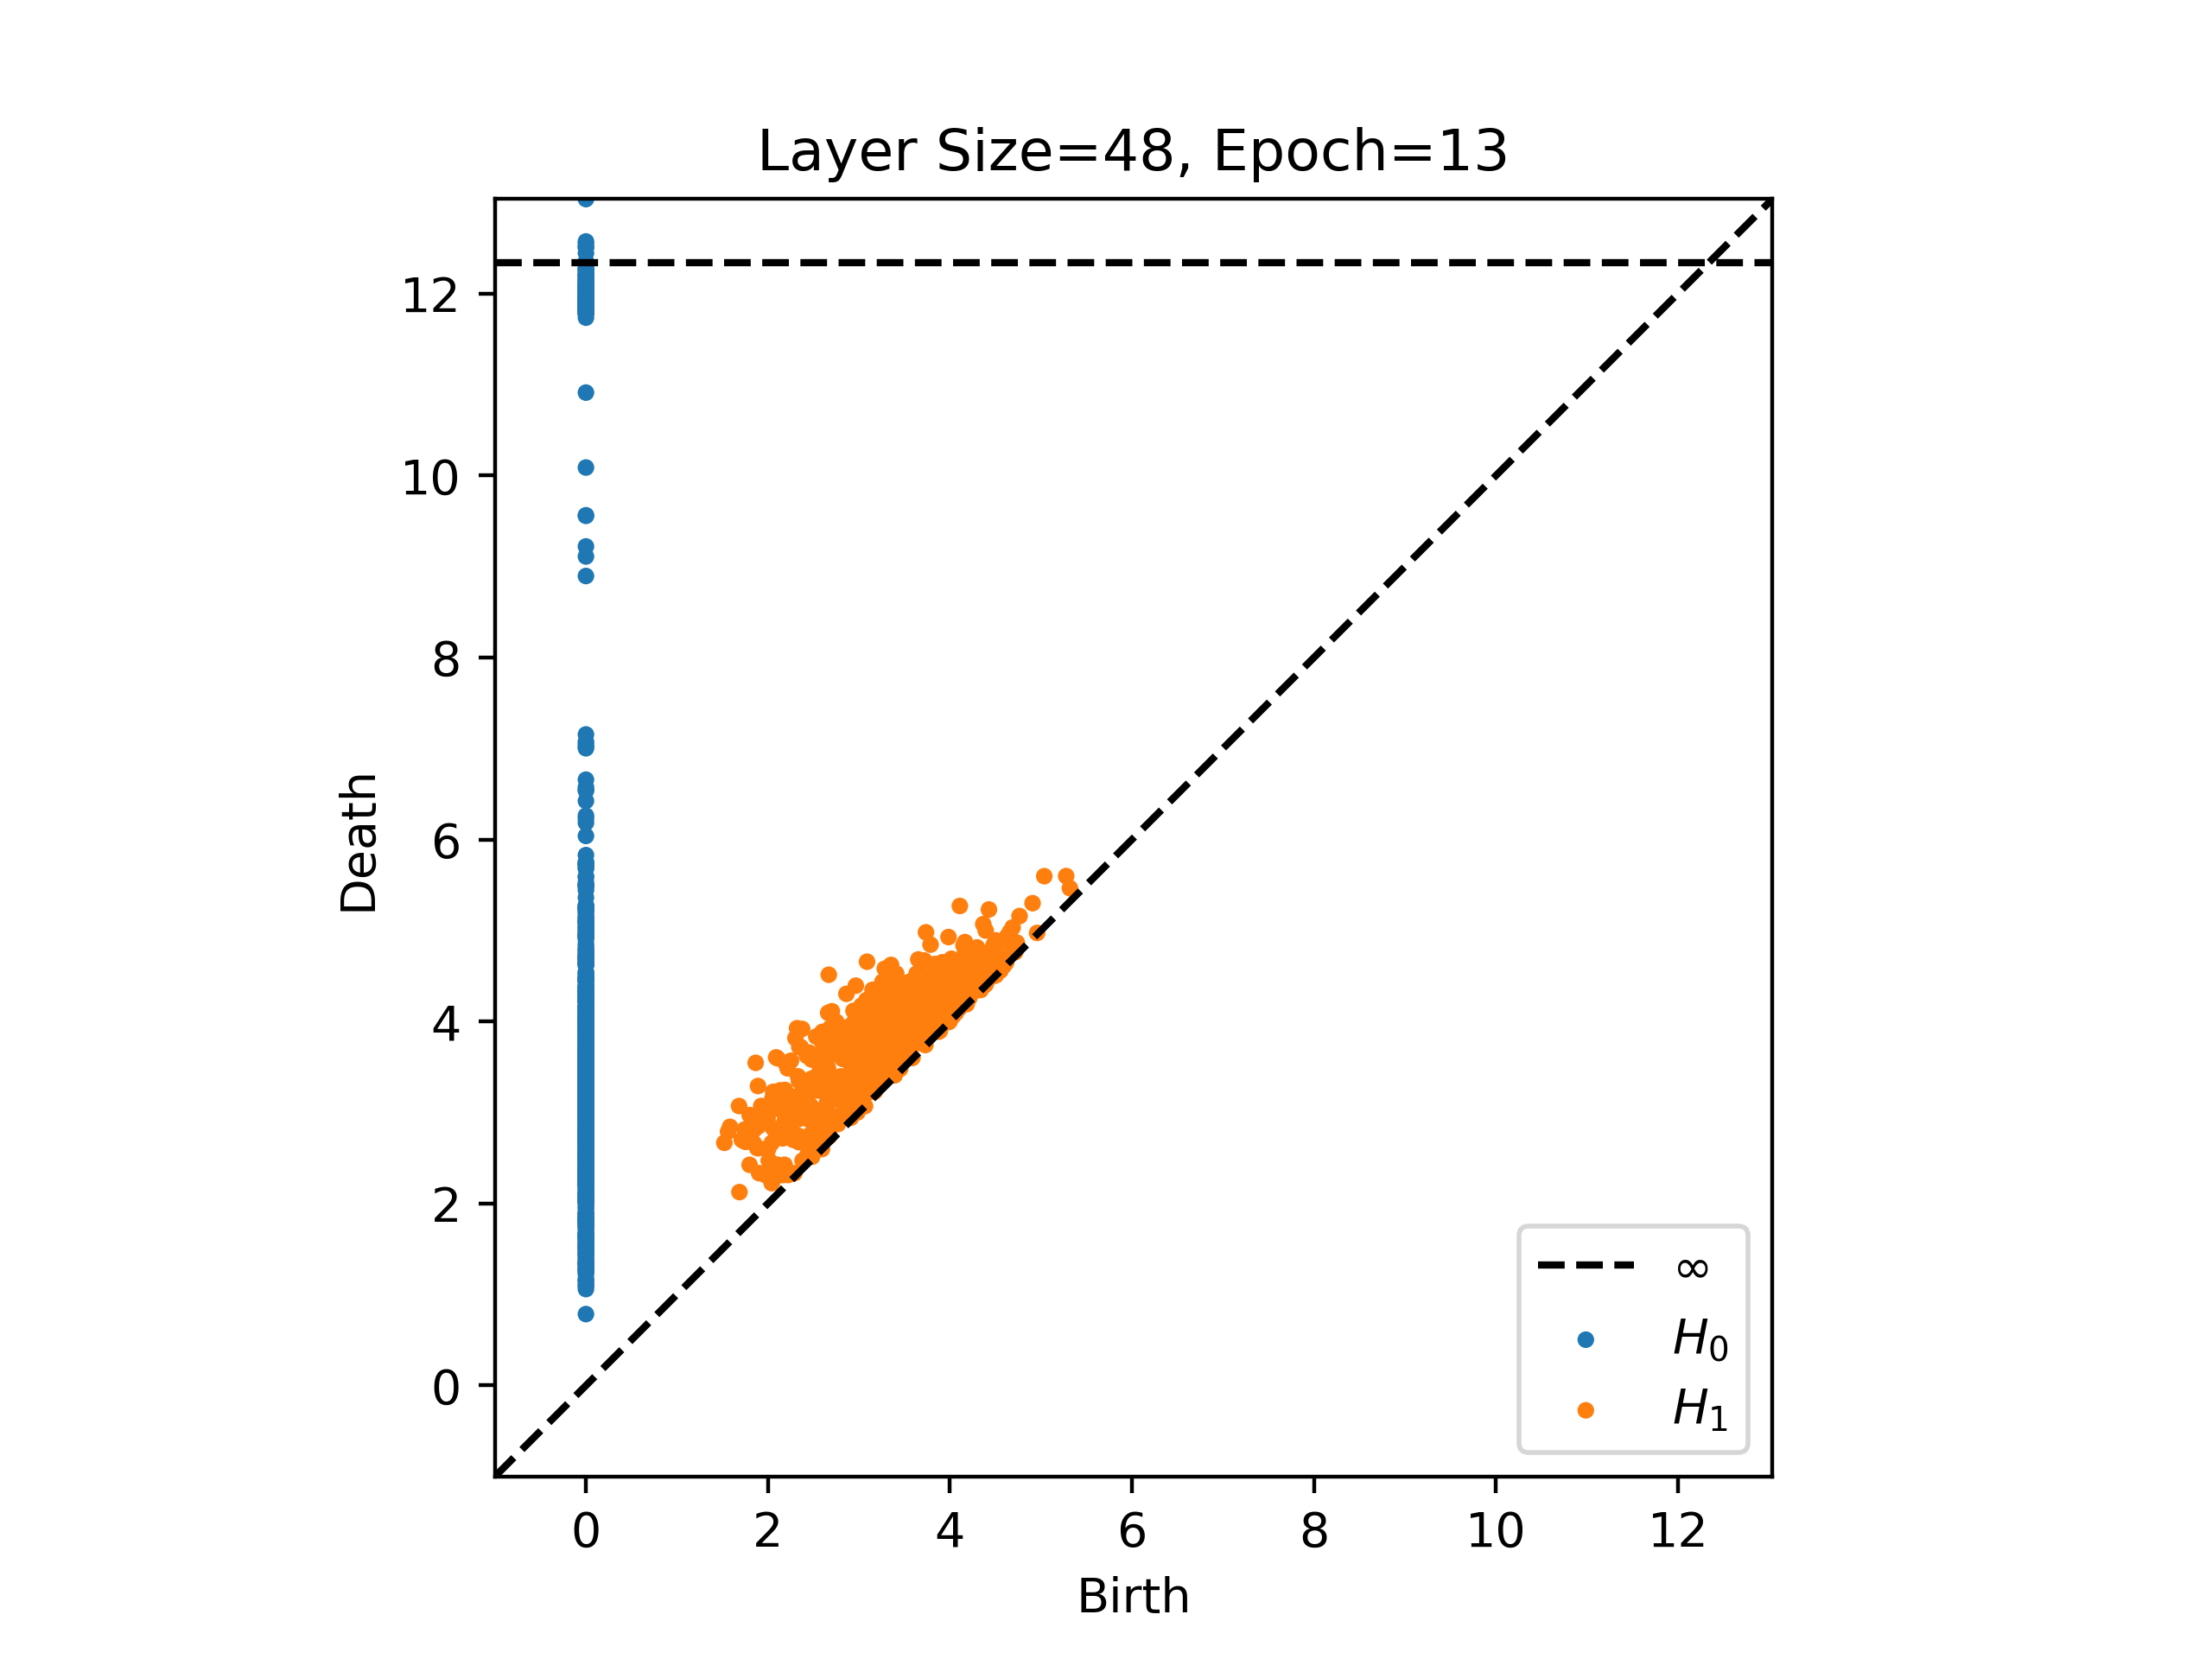 Layer Size=48, Epoch=13
12
10
8
6
4
2
0
Death
0 2 4 6 8 10 12
Birth
∞
H₀
H₁